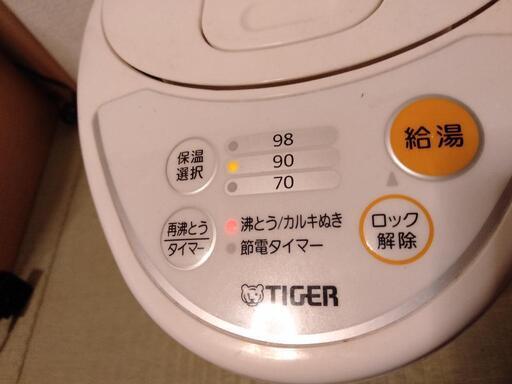 保温
選択
98
90
70
給湯
再沸とう
タイマー
沸とう/カルキぬき
節電タイマー
ロック
解除
TIGER